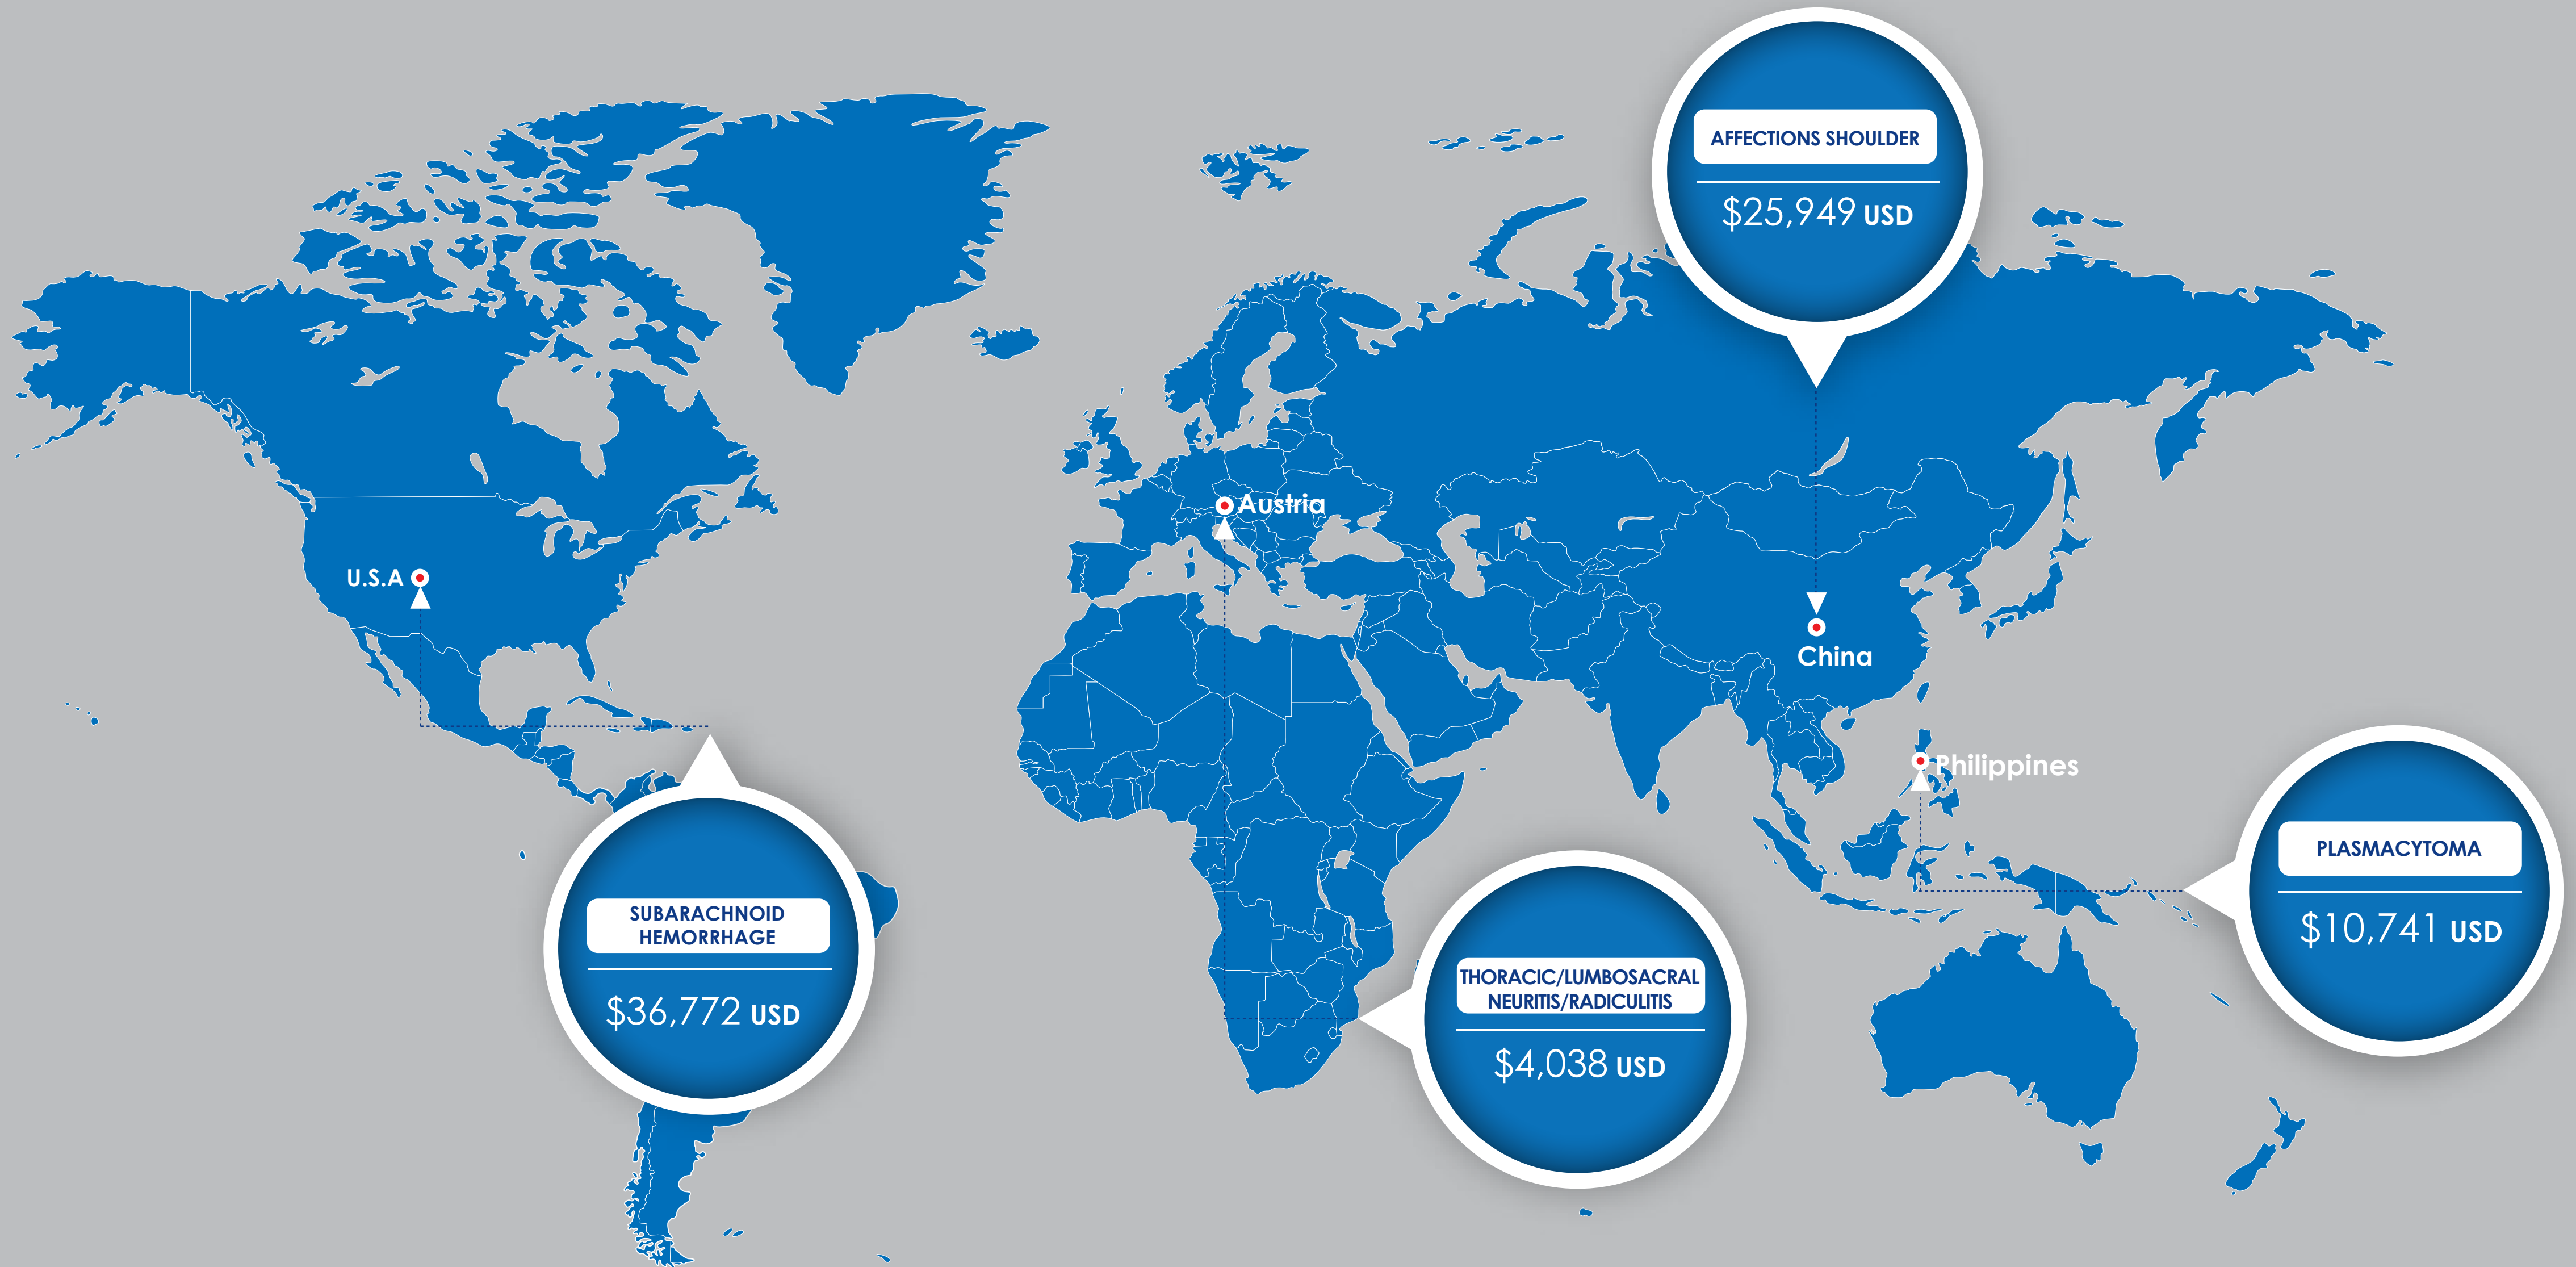 AFFECTIONS SHOULDER
$25,949 USD
Austria
U.S.A
China
Philippines
PLASMACYTOMA
$10,741 USD
SUBARACHNOID
HEMORRHAGE
$36,772 USD
THORACIC/LUMBOSACRAL
NEURITIS/RADICULITIS
$4,038 USD